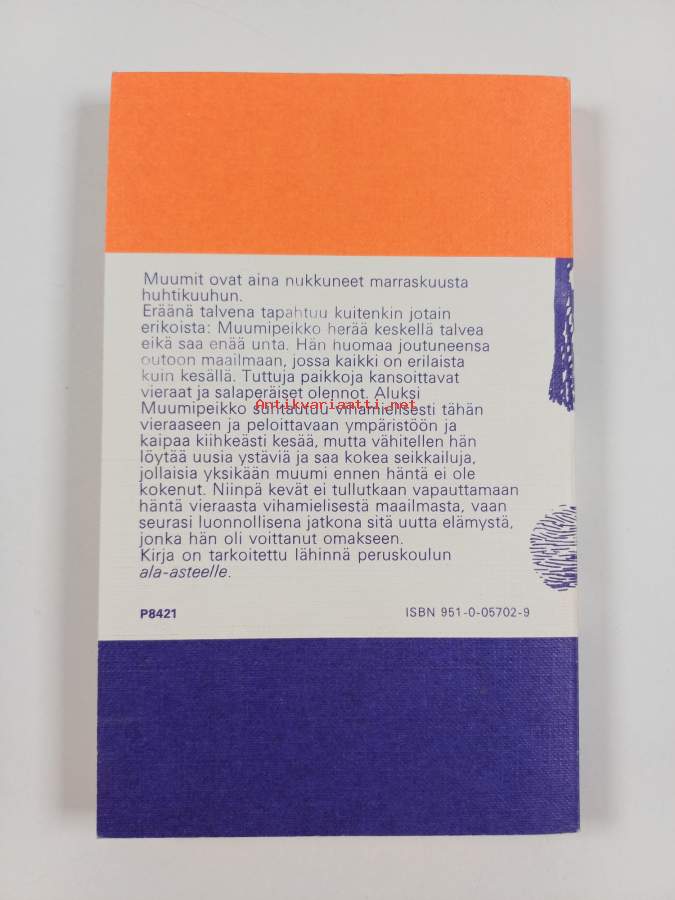 Muumit ovat aina nukkuneet marraskuusta
huhtikuuhun.
Eräänä talvena tapahtuu kuitenkin jotain
erikoista: Muumipeikko herää keskellä talvea
eikä saa enää unta. Hän huomaa joutuneensa
outoon maailmaan, jossa kaikki on erilaista
kuin kesällä. Tuttuja paikkoja kansoittavat
vieraat ja salaperäiset olennot. Aluksi
Antikvariaatti.net
Muumipeikko suhtautuu vihamielisesti tähän
vieraaseen ja peloittavaan ympäristöön ja
kaipaa kiihkeästi kesää, mutta vähitellen hän
löytää uusia ystäviä ja saa kokea seikkailuja,
jollaisia yksikään muumi ennen häntä ei ole
kokenut. Niinpä kevät ei tullutkaan vapauttamaan
häntä vieraasta vihamielisestä maailmasta, vaan
seurasi luonnollisena jatkona sitä uutta elämystä,
jonka hän oli voittanut omakseen.
Kirja on tarkoitettu lähinnä peruskoulun
ala-asteelle.
P8421 ISBN 951-0-05702-9